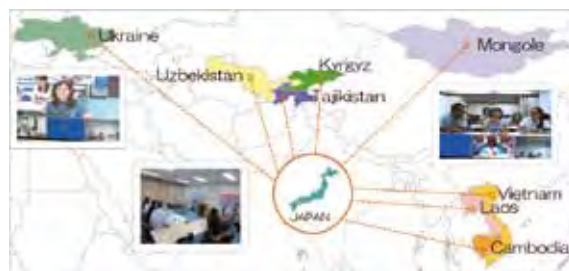 Ukraine
Mongole
Kyrgyz
Uzbekistan
Tajikistan
JAPAN
Vietnam
Laos
Cambodia